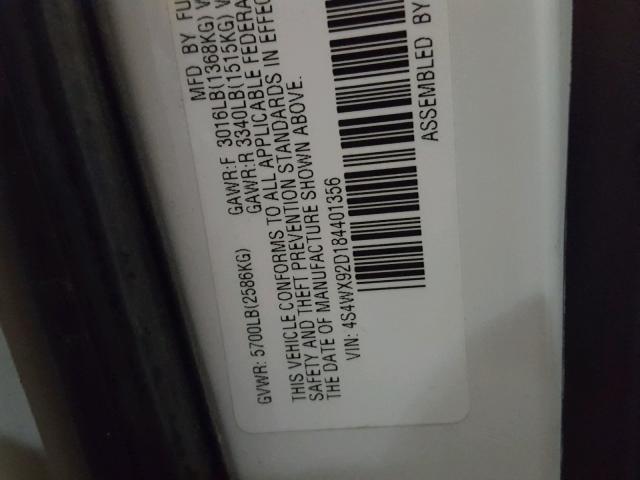 MFD BY FU
GVWR: 5700LB(2586KG) GAWR:F 3016LB(1368KG) W
GAWR:R 3340LB(1515KG) W
THIS VEHICLE CONFORMS TO ALL APPLICABLE FEDERA
SAFETY AND THEFT PREVENTION STANDARDS IN EFFEC
THE DATE OF MANUFACTURE SHOWN ABOVE.
VIN: 4S4WX92D184401356
ASSEMBLED BY